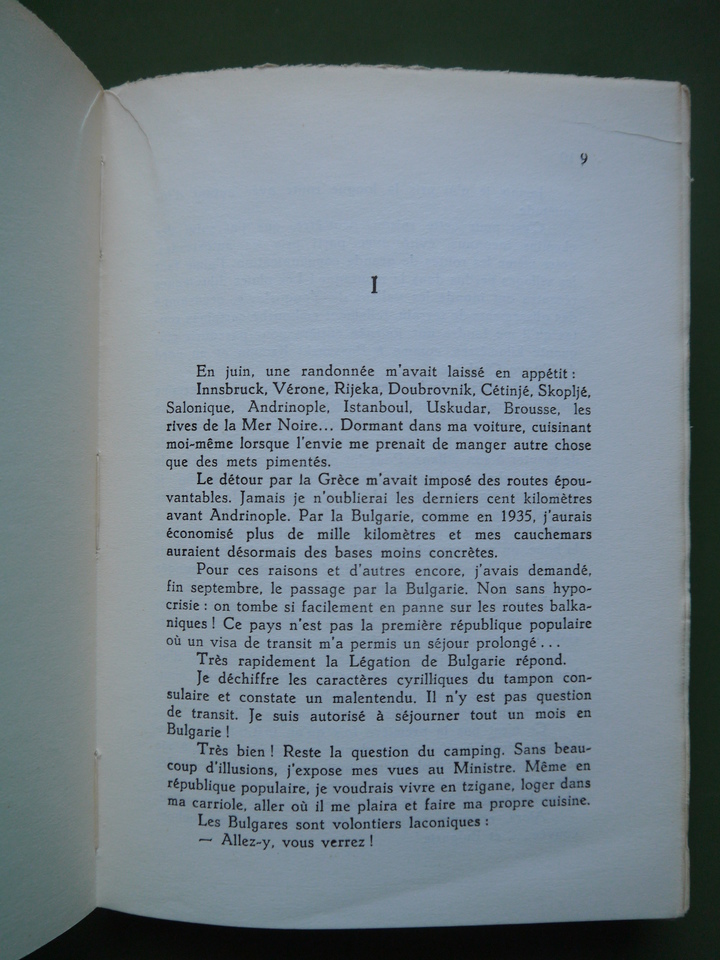 9
I
En juin, une randonnée m'avait laissé en appétit :
Innsbruck, Vérone, Rijeka, Doubrovnik, Cétinjé, Skopljé,
Salonique, Andrinople, Istanboul, Uskudar, Brousse, les
rives de la Mer Noire... Dormant dans ma voiture, cuisinant
moi-même lorsque l'envie me prenait de manger autre chose
que des mets pimentés.
Le détour par la Grèce m'avait imposé des routes épou-
vantables. Jamais je n'oublierai les derniers cent kilomètres
avant Andrinople. Par la Bulgarie, comme en 1935, j'aurais
économisé plus de mille kilomètres et mes cauchemars
auraient désormais des bases moins concrètes.
Pour ces raisons et d'autres encore, j'avais demandé,
fin septembre, le passage par la Bulgarie. Non sans hypo-
crisie : on tombe si facilement en panne sur les routes balka-
niques ! Ce pays n'est pas la première république populaire
où un visa de transit m'a permis un séjour prolongé...
Très rapidement la Légation de Bulgarie répond.
Je déchiffre les caractères cyrilliques du tampon con-
sulaire et constate un malentendu. Il n'y est pas question
de transit. Je suis autorisé à séjourner tout un mois en
Bulgarie !
Très bien ! Reste la question du camping. Sans beau-
coup d'illusions, j'expose mes vues au Ministre. Même en
république populaire, je voudrais vivre en tzigane, loger dans
ma carriole, aller où il me plaira et faire ma propre cuisine.
Les Bulgares sont volontiers laconiques :
— Allez-y, vous verrez !